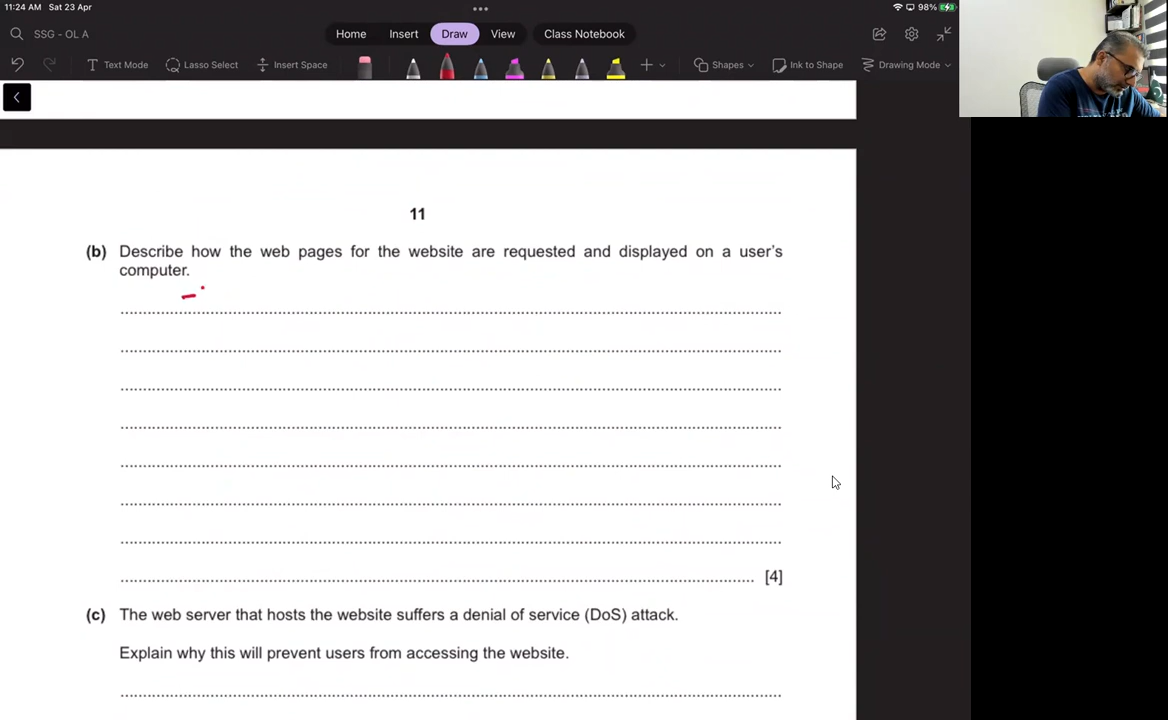 11:24 AM Sat 23 Apr
98%
SSG - OL A
Home Insert Draw View Class Notebook
Text Mode Lasso Select Insert Space Shapes Ink to Shape Drawing Mode
11
(b) Describe how the web pages for the website are requested and displayed on a user's
computer.
[4]
(c) The web server that hosts the website suffers a denial of service (DoS) attack.
Explain why this will prevent users from accessing the website.